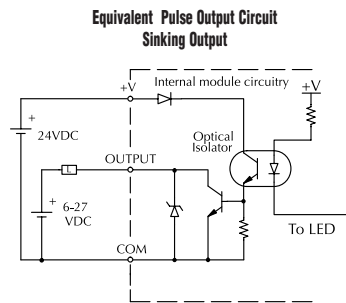 Equivalent Pulse Output Circuit
Sinking Output
+V
Internal module circuitry
+V
+
24VDC
Optical
Isolator
OUTPUT
L
+
6-27
VDC
To LED
COM